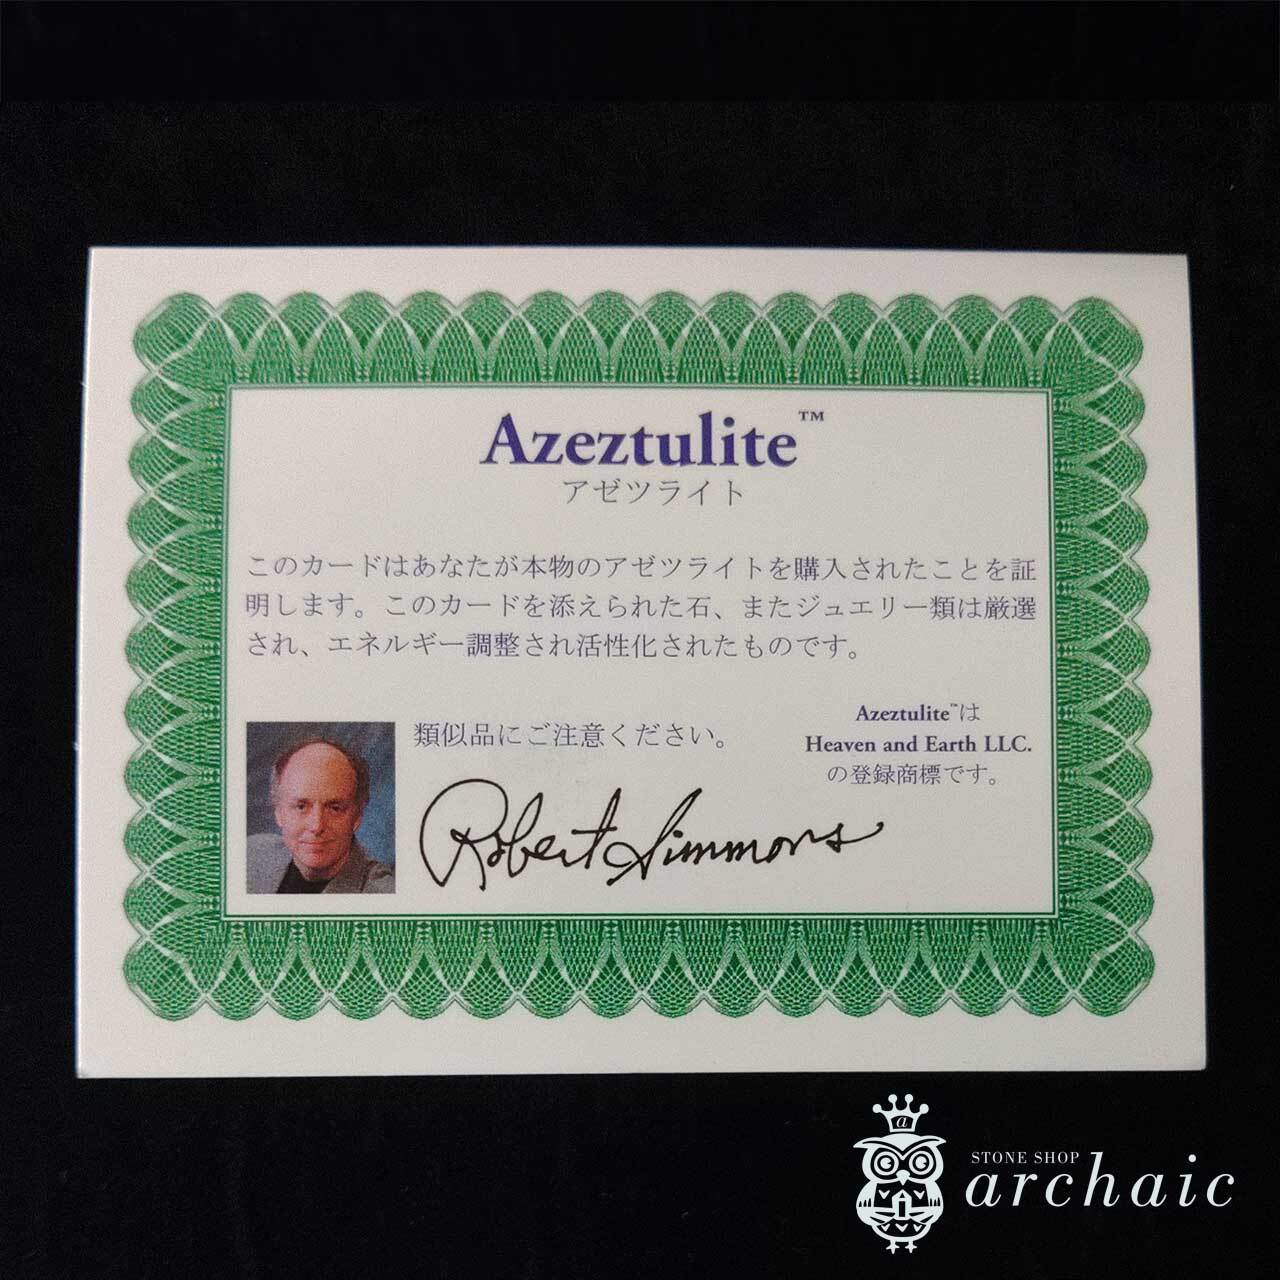 Azeztulite™
アゼツライト
このカードはあなたが本物のアゼツライトを購入されたことを証
明します。このカードを添えられた石、またジュエリー類は厳選
され、エネルギー調整され活性化されたものです。
類似品にご注意ください。
Azeztulite™は
Heaven and Earth LLC.
の登録商標です。
Robert Simmons
a
STONE SHOP
archaic